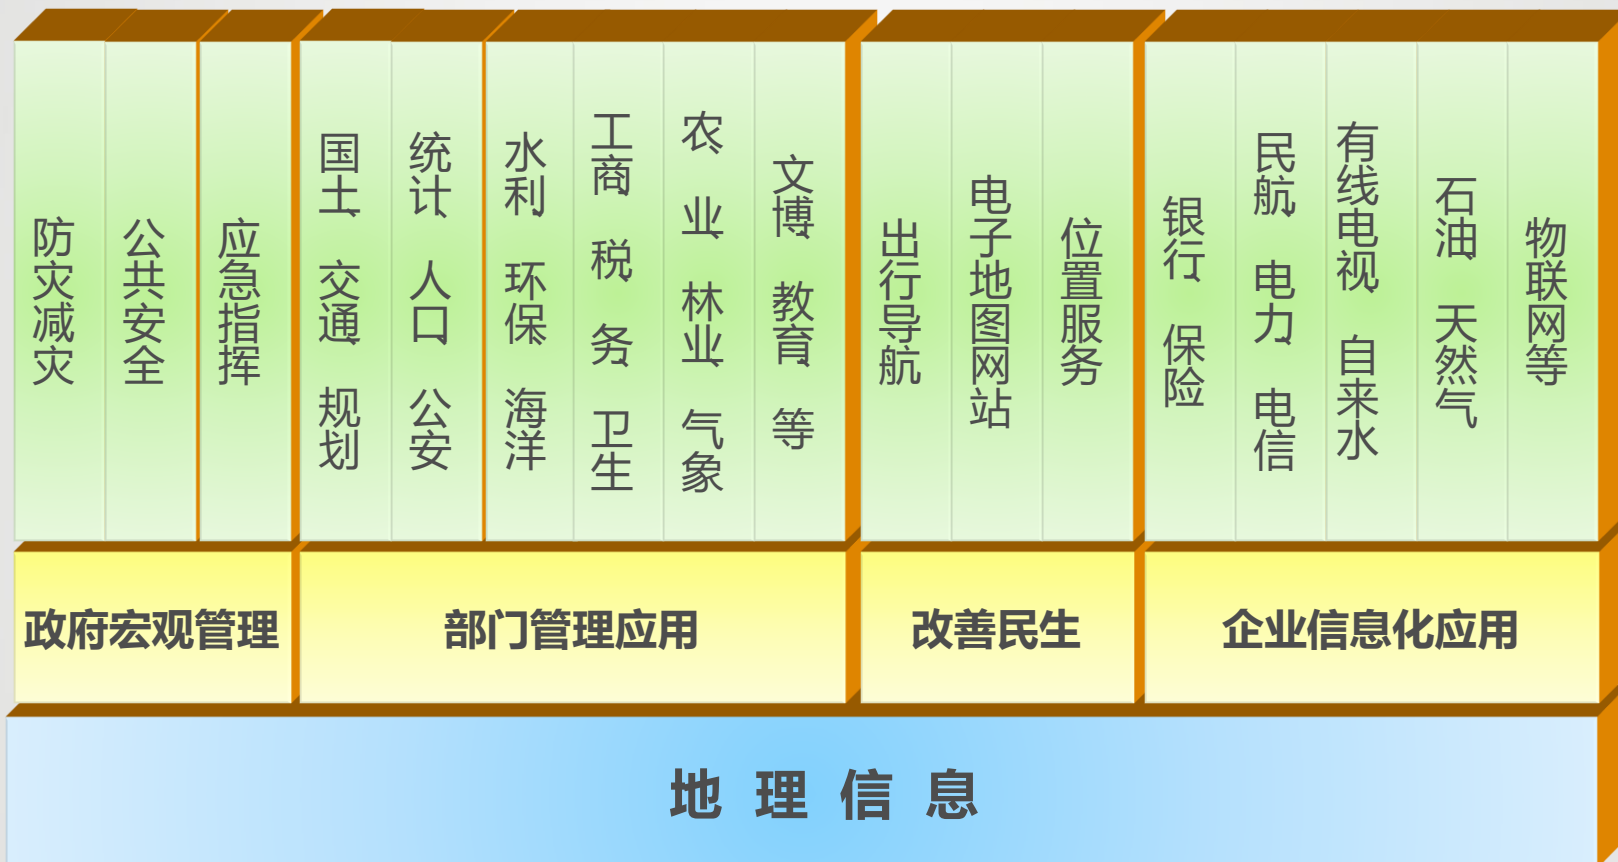 防灾减灾
公共安全
应急指挥
国土、交通、规划
统计、人口、公安
水利、环保、海洋
工商、税务、卫生
农业、林业、气象
文博、教育、等
出行导航
电子地图网站
位置服务
银行、保险
民航、电力、电信
有线电视、自来水
石油、天然气
物联网等
政府宏观管理
部门管理应用
改善民生
企业信息化应用
地理信息